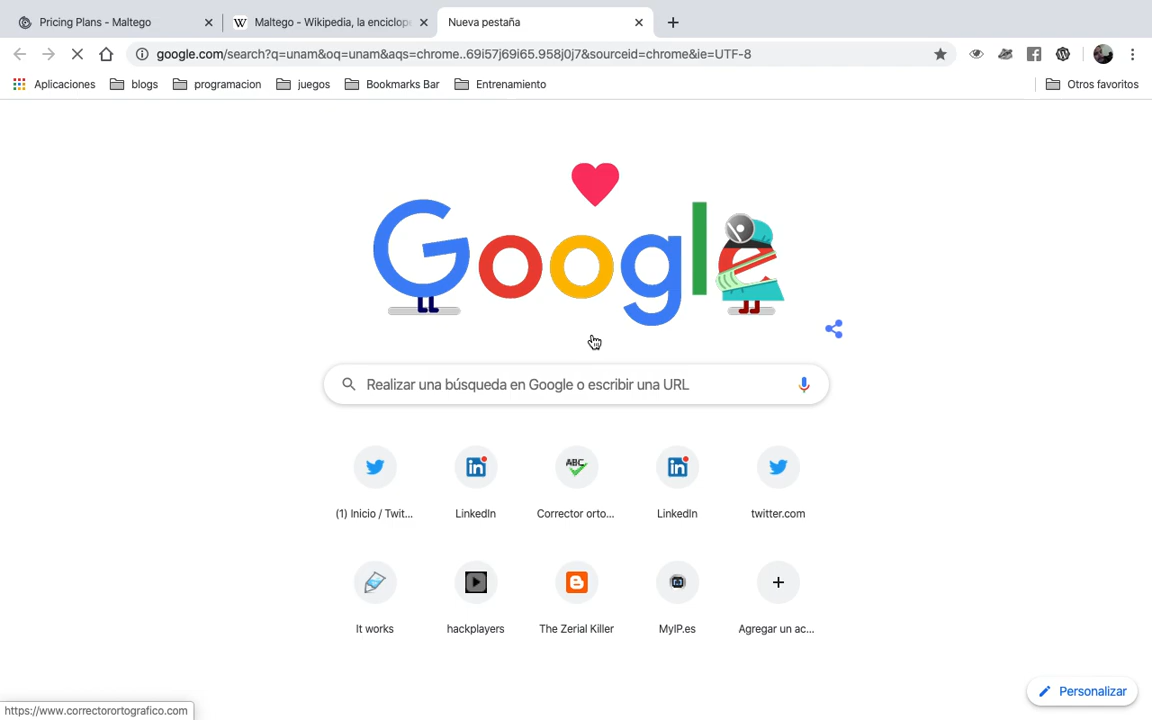 Pricing Plans - Maltego
Maltego - Wikipedia, la enciclop
Nueva pestaña
google.com/search?q=unam&oq=unam&aqs=chrome..69i57j69i65.958j0j7&sourceid=chrome&ie=UTF-8
Aplicaciones blogs programacion juegos Bookmarks Bar Entrenamiento Otros favoritos
Google
Realizar una búsqueda en Google o escribir una URL
(1) Inicio / Twit... LinkedIn Corrector orto... LinkedIn twitter.com
It works hackplayers The Zerial Killer MyIP.es Agregar un ac...
Personalizar
https://www.correctorortografico.com